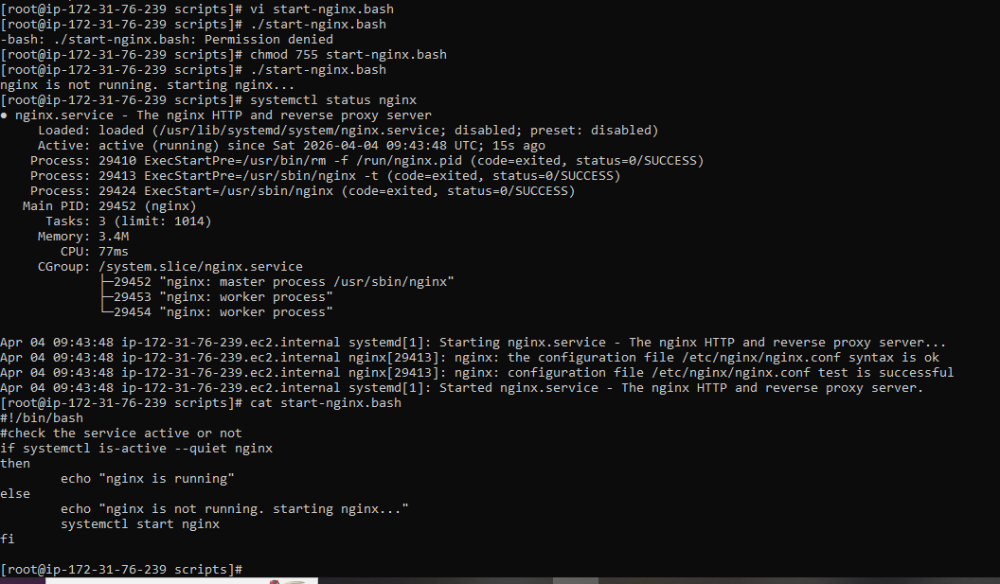 [root@ip-172-31-76-239 scripts]# vi start-nginx.bash
[root@ip-172-31-76-239 scripts]# ./start-nginx.bash
-bash: ./start-nginx.bash: Permission denied
[root@ip-172-31-76-239 scripts]# chmod 755 start-nginx.bash
[root@ip-172-31-76-239 scripts]# ./start-nginx.bash
nginx is not running. starting nginx...
[root@ip-172-31-76-239 scripts]# systemctl status nginx
● nginx.service - The nginx HTTP and reverse proxy server
     Loaded: loaded (/usr/lib/systemd/system/nginx.service; disabled; preset: disabled)
     Active: active (running) since Sat 2026-04-04 09:43:48 UTC; 15s ago
    Process: 29410 ExecStartPre=/usr/bin/rm -f /run/nginx.pid (code=exited, status=0/SUCCESS)
    Process: 29413 ExecStartPre=/usr/sbin/nginx -t (code=exited, status=0/SUCCESS)
    Process: 29424 ExecStart=/usr/sbin/nginx (code=exited, status=0/SUCCESS)
   Main PID: 29452 (nginx)
      Tasks: 3 (limit: 1014)
     Memory: 3.4M
        CPU: 77ms
     CGroup: /system.slice/nginx.service
             ├─29452 "nginx: master process /usr/sbin/nginx"
             ├─29453 "nginx: worker process"
             └─29454 "nginx: worker process"

Apr 04 09:43:48 ip-172-31-76-239.ec2.internal systemd[1]: Starting nginx.service - The nginx HTTP and reverse proxy server...
Apr 04 09:43:48 ip-172-31-76-239.ec2.internal nginx[29413]: nginx: the configuration file /etc/nginx/nginx.conf syntax is ok
Apr 04 09:43:48 ip-172-31-76-239.ec2.internal nginx[29413]: nginx: configuration file /etc/nginx/nginx.conf test is successful
Apr 04 09:43:48 ip-172-31-76-239.ec2.internal systemd[1]: Started nginx.service - The nginx HTTP and reverse proxy server.
[root@ip-172-31-76-239 scripts]# cat start-nginx.bash
#!/bin/bash
#check the service active or not
if systemctl is-active --quiet nginx
then
        echo "nginx is running"
else
        echo "nginx is not running. starting nginx..."
        systemctl start nginx
fi

[root@ip-172-31-76-239 scripts]#